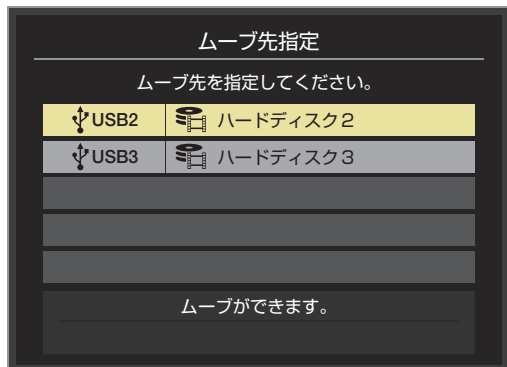 ムーブ先指定
ムーブ先を指定してください。
USB2 ハードディスク2
USB3 ハードディスク3
ムーブができます。